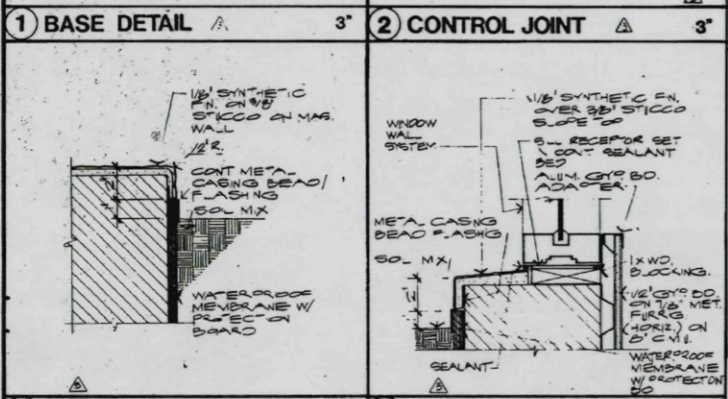 1 BASE DETAIL 3"
1/8" SYNTHETIC
FIN. ON 3/8"
STUCCO ON MAS.
WALL
1/2" R.
CONT METAL
CASING BEAD/
FLASHING
SOIL MIX
WATERPROOF
MEMBRANE W/
PROTECTION
BOARD
2 CONTROL JOINT 3"
1/8" SYNTHETIC FIN.
OVER 3/8" STUCCO
SLOPE TOP
WINDOW
WALL
SYSTEM
SILL RECEPTOR SET
CONT. SEALANT
BED
ALUM. GYP BD.
ADAPTER.
METAL CASING
BEAD FLASH'G
SOIL MIX
1X WD.
BLOCKING.
1/2" GYP BD.
ON 7/8" MET
FURR'G
(HORIZ.) ON
8" C.M.U.
SEALANT
WATERPROOF
MEMBRANE
W/ PROTECTION
BD